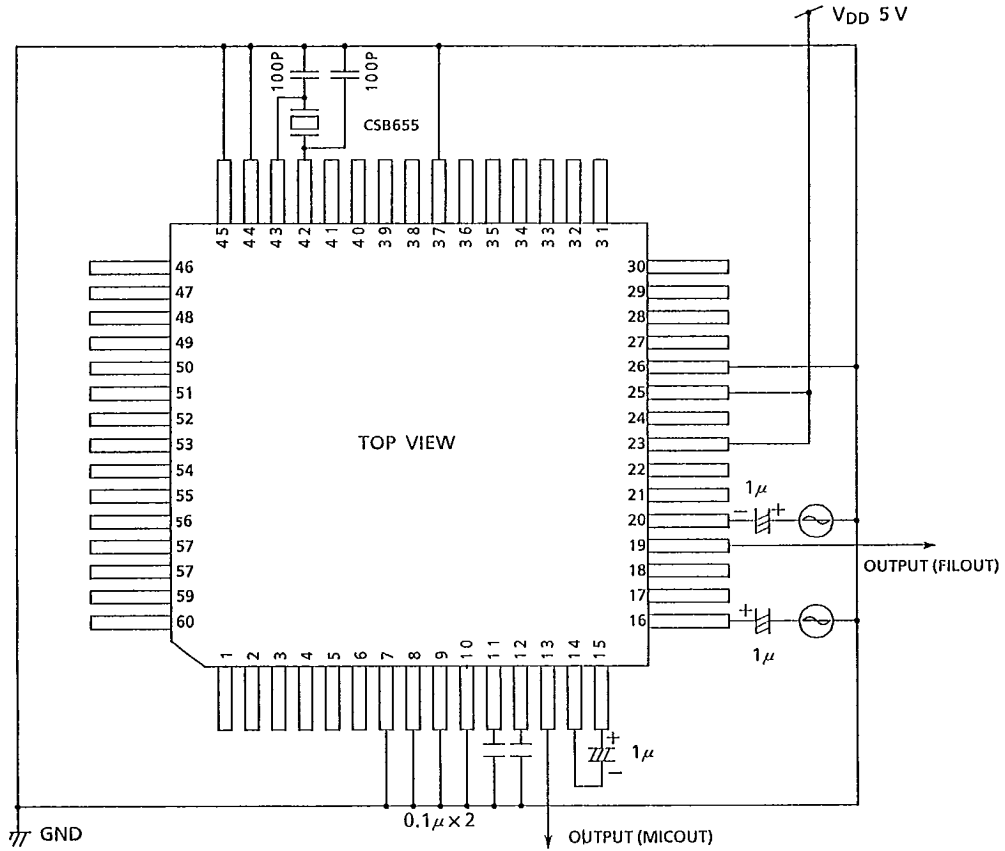 VDD 5 V
100P
100P
CSB655
45 44 43 42 41 40 39 38 37 36 35 34 33 32 31
46
47
48
49
50
51
52
53
54
55
56
57
57
59
60
TOP VIEW
30
29
28
27
26
25
24
23
22
21
20
19
18
17
16
1μ
− +
OUTPUT (FILOUT)
+
1μ
1 2 3 4 5 6 7 8 9 10 11 12 13 14 15
+
1μ
−
0.1μ×2
GND
OUTPUT (MICOUT)